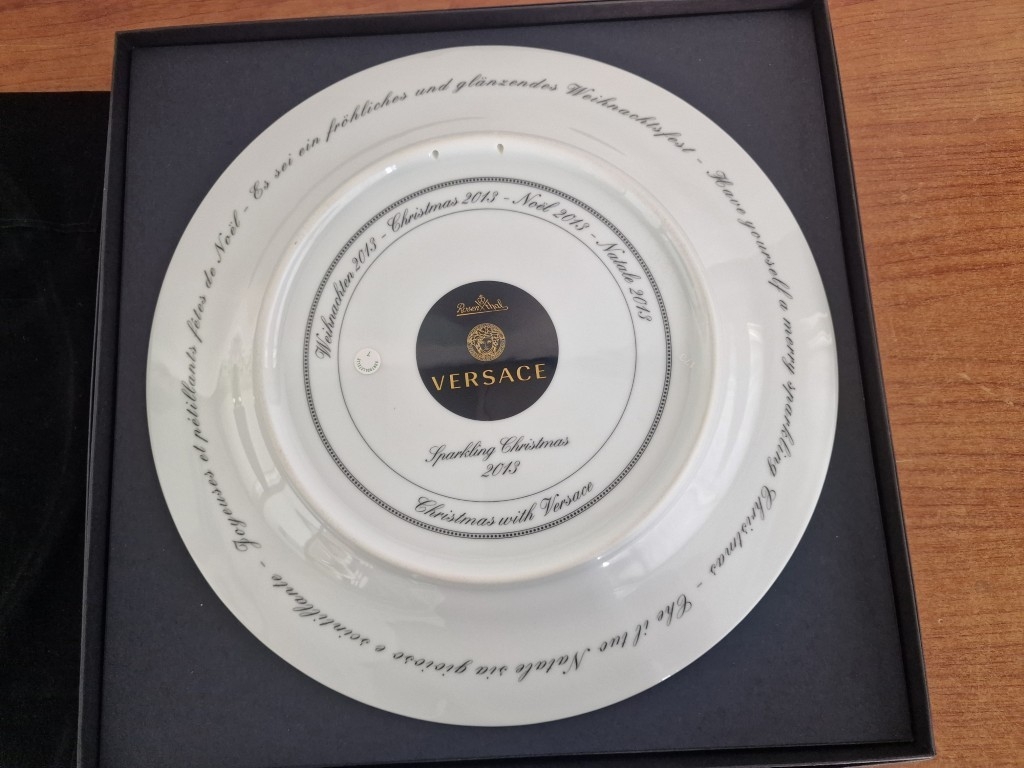 Es sei ein fröhliches und glänzendes Weihnachtsfest - Have yourself a merry sparkling Christmas - Che il tuo Natale sia gioioso e scintillante - Joyeuses et pétillants fêtes de Noël -
Weihnachten 2013 - Christmas 2013 - Noël 2013 - Natale 2013
Rosenthal
VERSACE
Sparkling Christmas
2013
Christmas with Versace